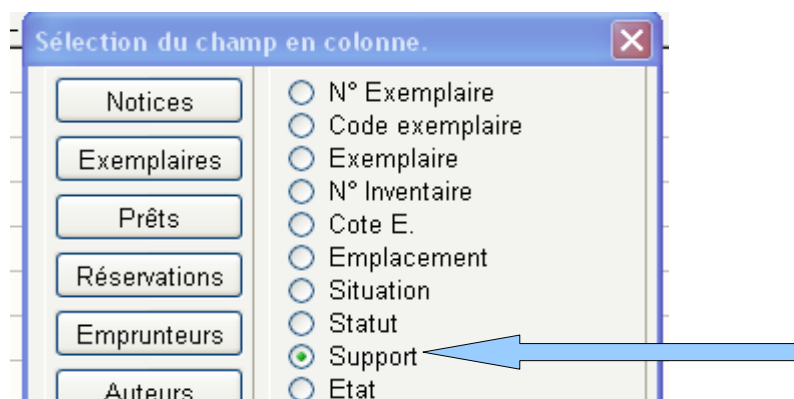 Sélection du champ en colonne.
Notices
Exemplaires
Prêts
Réservations
Emprunteurs
Auteurs
N° Exemplaire
Code exemplaire
Exemplaire
N° Inventaire
Cote E.
Emplacement
Situation
Statut
Support
Etat